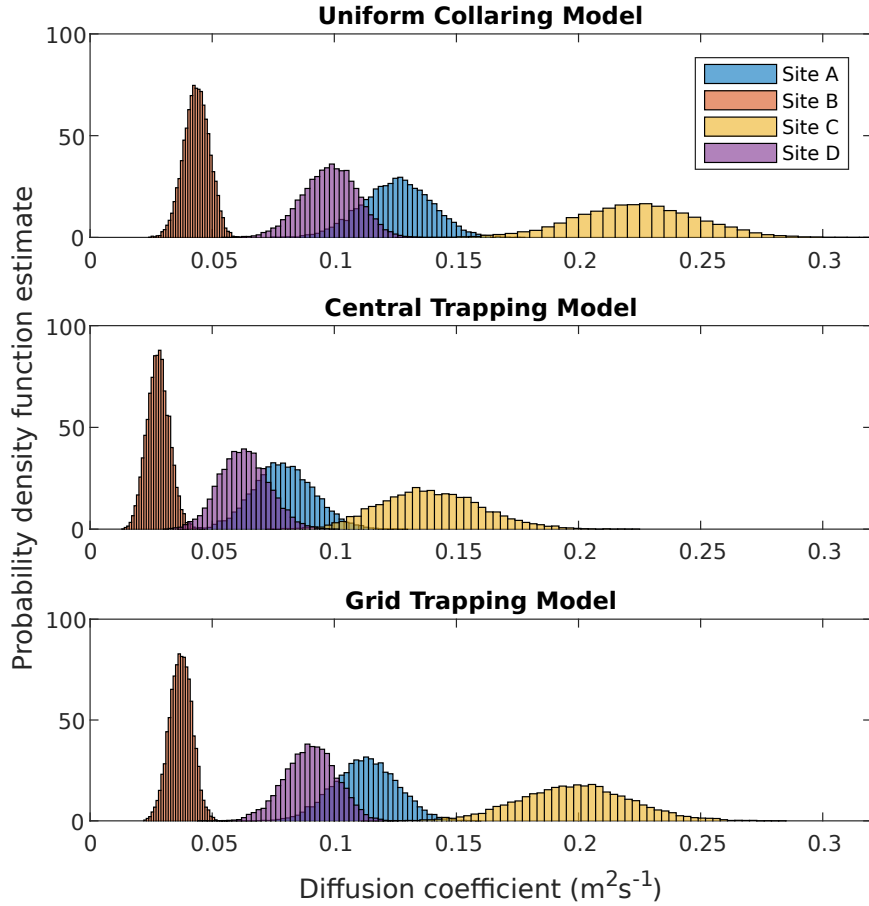 Uniform Collaring Model
100
50
0
0 0.05 0.1 0.15 0.2 0.25 0.3
Site A
Site B
Site C
Site D
Central Trapping Model
100
50
0
0 0.05 0.1 0.15 0.2 0.25 0.3
Grid Trapping Model
100
50
0
0 0.05 0.1 0.15 0.2 0.25 0.3
Probability density function estimate
Diffusion coefficient (m²s⁻¹)